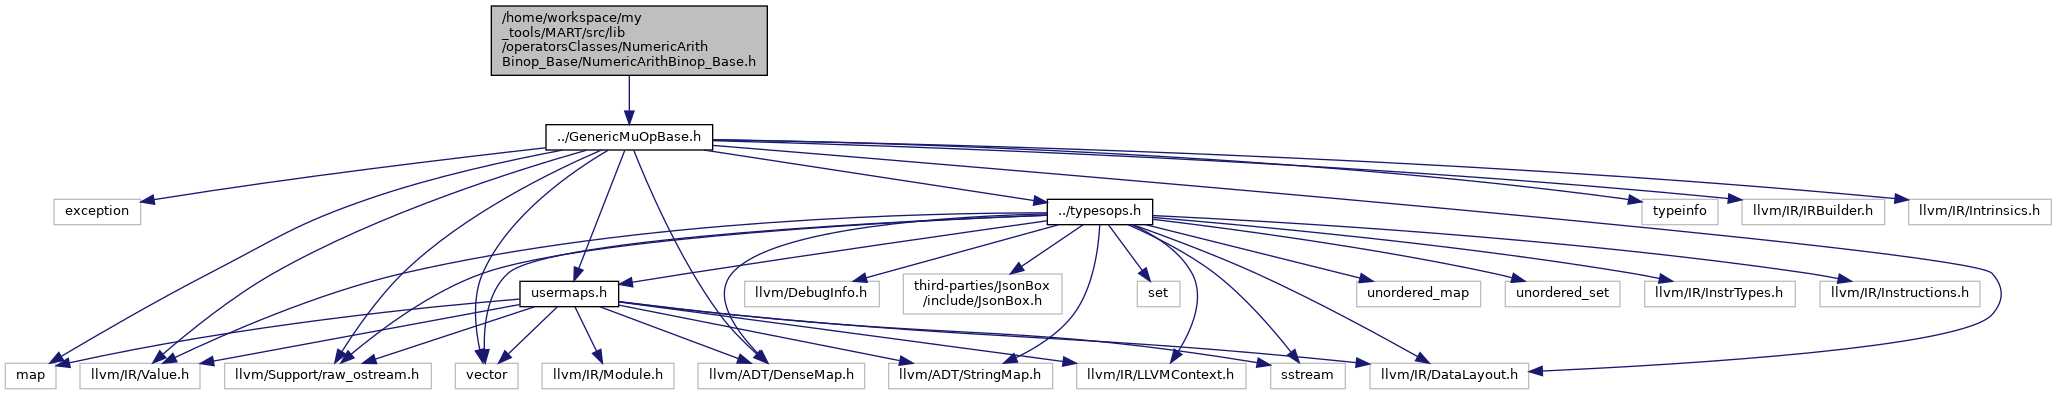 /home/workspace/my
_tools/MART/src/lib
/operatorsClasses/NumericArith
Binop_Base/NumericArithBinop_Base.h
../GenericMuOpBase.h
exception
../typesops.h
typeinfo
llvm/IR/IRBuilder.h
llvm/IR/Intrinsics.h
usermaps.h
llvm/DebugInfo.h
third-parties/JsonBox
/include/JsonBox.h
set
unordered_map
unordered_set
llvm/IR/InstrTypes.h
llvm/IR/Instructions.h
map
llvm/IR/Value.h
llvm/Support/raw_ostream.h
vector
llvm/IR/Module.h
llvm/ADT/DenseMap.h
llvm/ADT/StringMap.h
llvm/IR/LLVMContext.h
sstream
llvm/IR/DataLayout.h